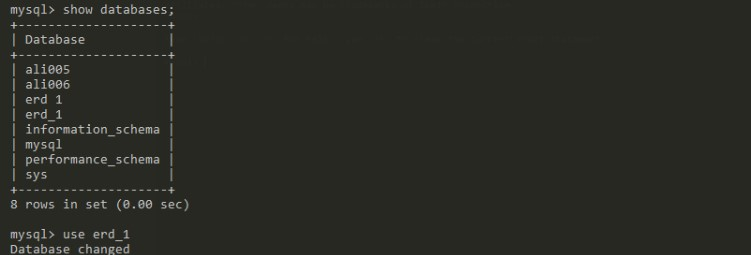 mysql> show databases;
+--------------------+
| Database           |
+--------------------+
| ali005             |
| ali006             |
| erd 1              |
| erd_1              |
| information_schema |
| mysql              |
| performance_schema |
| sys                |
+--------------------+
8 rows in set (0.00 sec)
mysql> use erd_1
Database changed